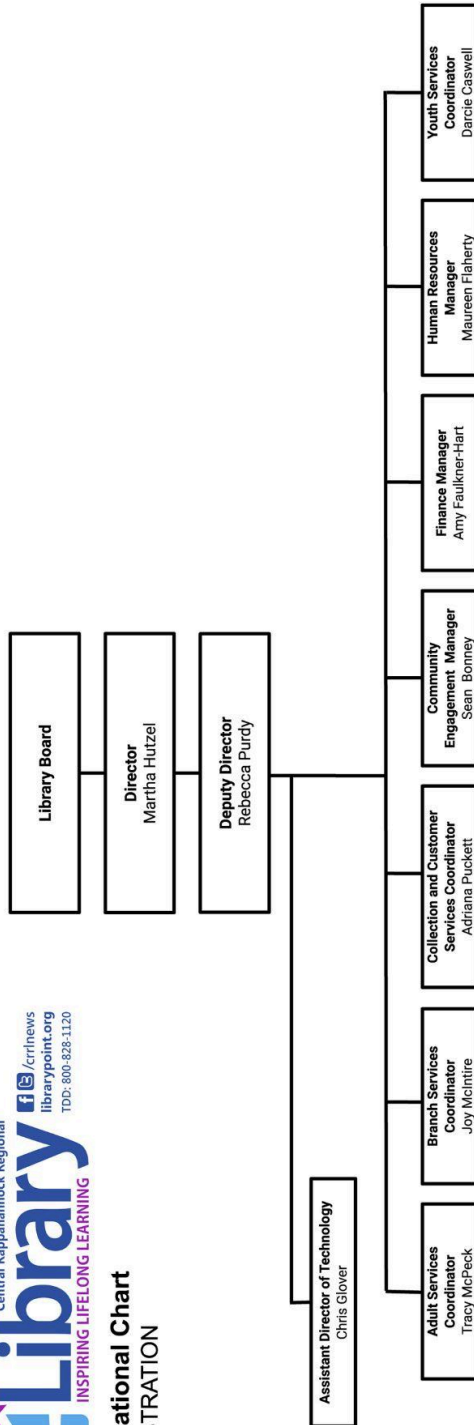 Central Rappahannock Regional
Library
/crrlnews
librarypoint.org
TDD: 800-828-1120
INSPIRING LIFELONG LEARNING
ational Chart
TRATION
Library Board
Director
Martha Hutzel
Deputy Director
Rebecca Purdy
Assistant Director of Technology
Chris Glover
Adult Services
Coordinator
Tracy McPeck
Branch Services
Coordinator
Joy McIntire
Collection and Customer
Services Coordinator
Adriana Puckett
Community
Engagement Manager
Sean Bonney
Finance Manager
Amy Faulkner-Hart
Human Resources
Manager
Maureen Flaherty
Youth Services
Coordinator
Darcie Caswell